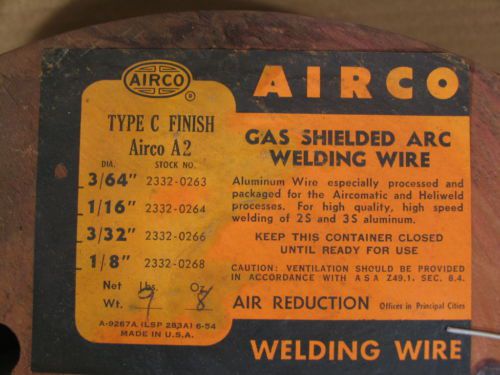 AIRCO
®
TYPE C FINISH
Airco A2
DIA. STOCK NO.
3/64" 2332-0263
1/16" 2332-0264
3/32" 2332-0266
1/8" 2332-0268
Net Lbs. Oz.
Wt. 9 8
A-9267A (LSP 283A) 6-54
MADE IN U.S.A.
AIRCO
GAS SHIELDED ARC
WELDING WIRE
Aluminum Wire especially processed and
packaged for the Aircomatic and Heliweld
processes. For high quality, high speed
welding of 2S and 3S aluminum.
KEEP THIS CONTAINER CLOSED
UNTIL READY FOR USE
CAUTION: VENTILATION SHOULD BE PROVIDED
IN ACCORDANCE WITH A S A Z49.1. SEC. 8.4.
AIR REDUCTION Offices in Principal Cities
WELDING WIRE